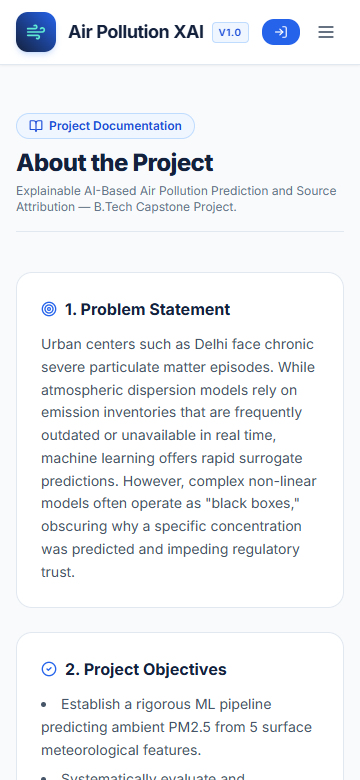 Air Pollution XAI V1.0
Project Documentation
About the Project
Explainable AI-Based Air Pollution Prediction and Source
Attribution — B.Tech Capstone Project.
1. Problem Statement
Urban centers such as Delhi face chronic
severe particulate matter episodes. While
atmospheric dispersion models rely on
emission inventories that are frequently
outdated or unavailable in real time,
machine learning offers rapid surrogate
predictions. However, complex non-linear
models often operate as "black boxes,"
obscuring why a specific concentration
was predicted and impeding regulatory
trust.
2. Project Objectives
• Establish a rigorous ML pipeline
predicting ambient PM2.5 from 5 surface
meteorological features.
• Systematically evaluate and